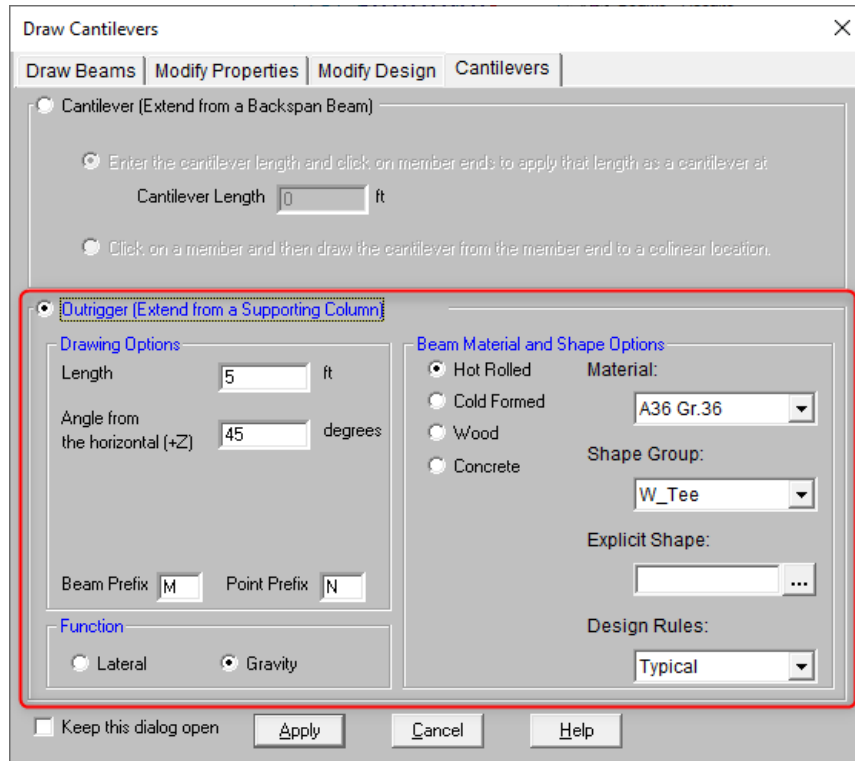 Draw Cantilevers
Draw Beams Modify Properties Modify Design Cantilevers
Cantilever (Extend from a Backspan Beam)
Enter the cantilever length and click on member ends to apply that length as a cantilever at
Cantilever Length 0 ft
Click on a member and then draw the cantilever from the member end to a colinear location.
Outrigger (Extend from a Supporting Column)
Drawing Options
Length 5 ft
Angle from
the horizontal (+Z) 45 degrees
Beam Prefix M Point Prefix N
Function
Lateral Gravity
Beam Material and Shape Options
Hot Rolled
Cold Formed
Wood
Concrete
Material:
A36 Gr.36
Shape Group:
W_Tee
Explicit Shape:
...
Design Rules:
Typical
Keep this dialog open Apply Cancel Help